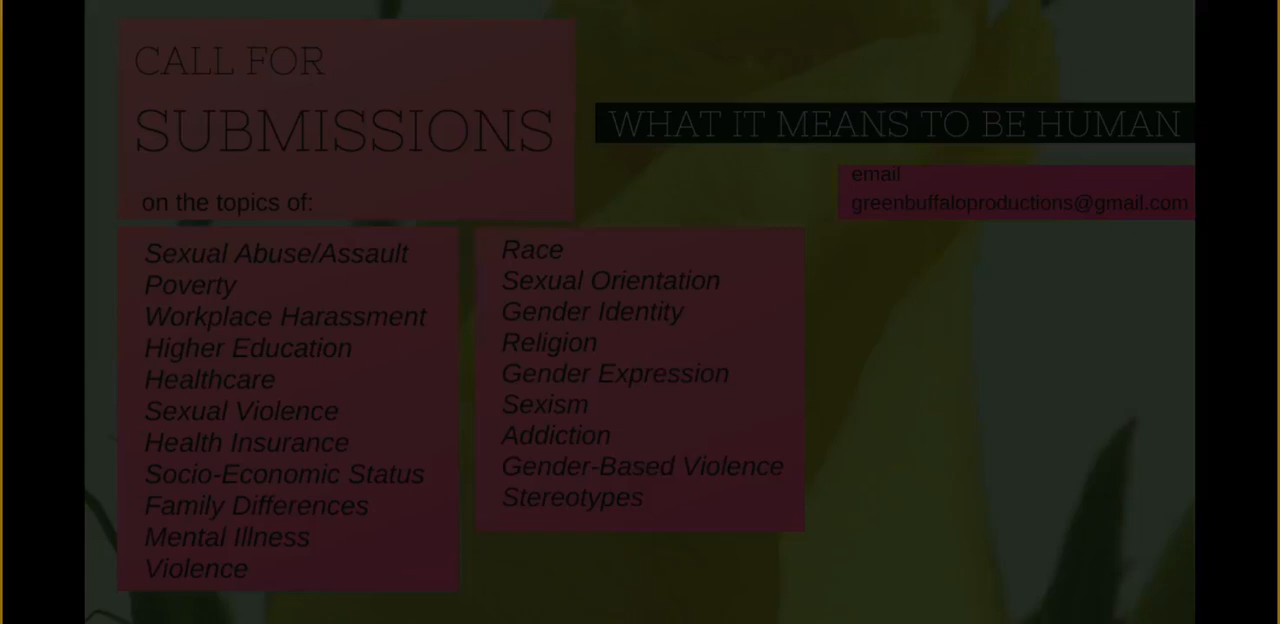 CALL FOR
SUBMISSIONS
on the topics of:
WHAT IT MEANS TO BE HUMAN
email
greenbuffaloproductions@gmail.com
Sexual Abuse/Assault
Poverty
Workplace Harassment
Higher Education
Healthcare
Sexual Violence
Health Insurance
Socio-Economic Status
Family Differences
Mental Illness
Violence
Race
Sexual Orientation
Gender Identity
Religion
Gender Expression
Sexism
Addiction
Gender-Based Violence
Stereotypes